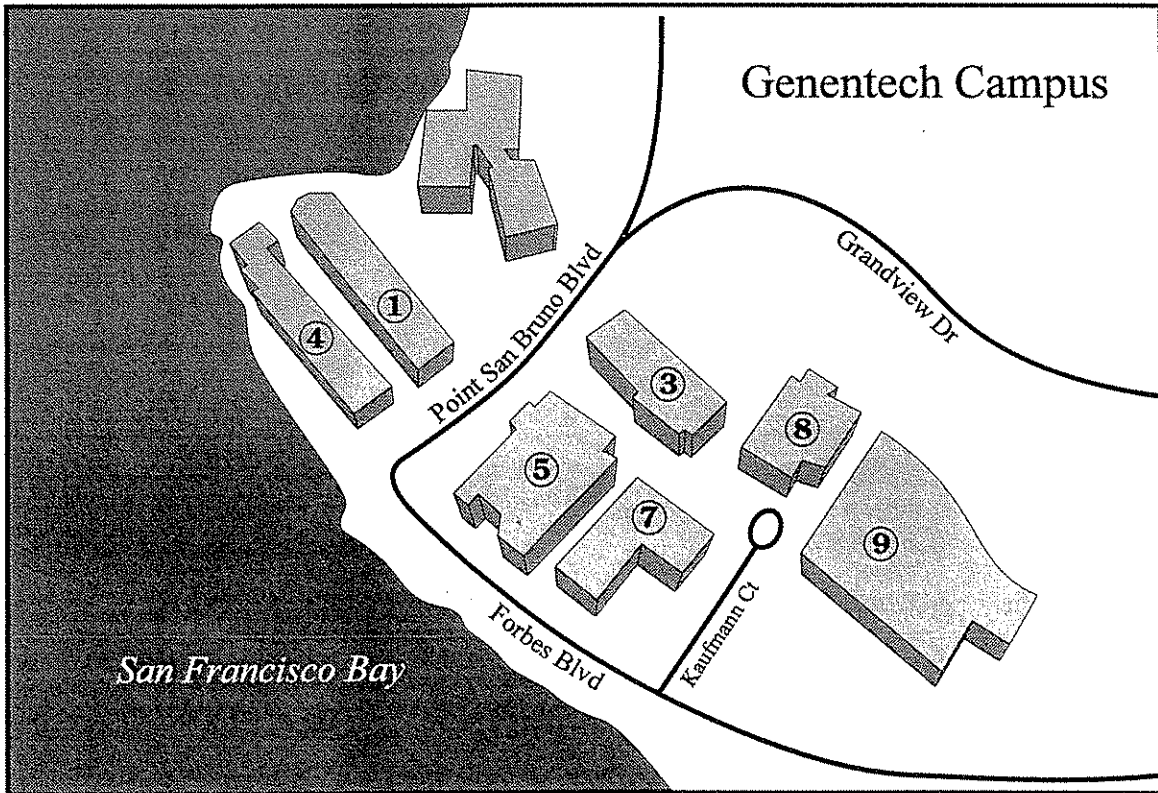 Genentech Campus
Grandview Dr
Point San Bruno Blvd
1
4
3
8
5
7
9
Kaufmann Ct
Forbes Blvd
San Francisco Bay